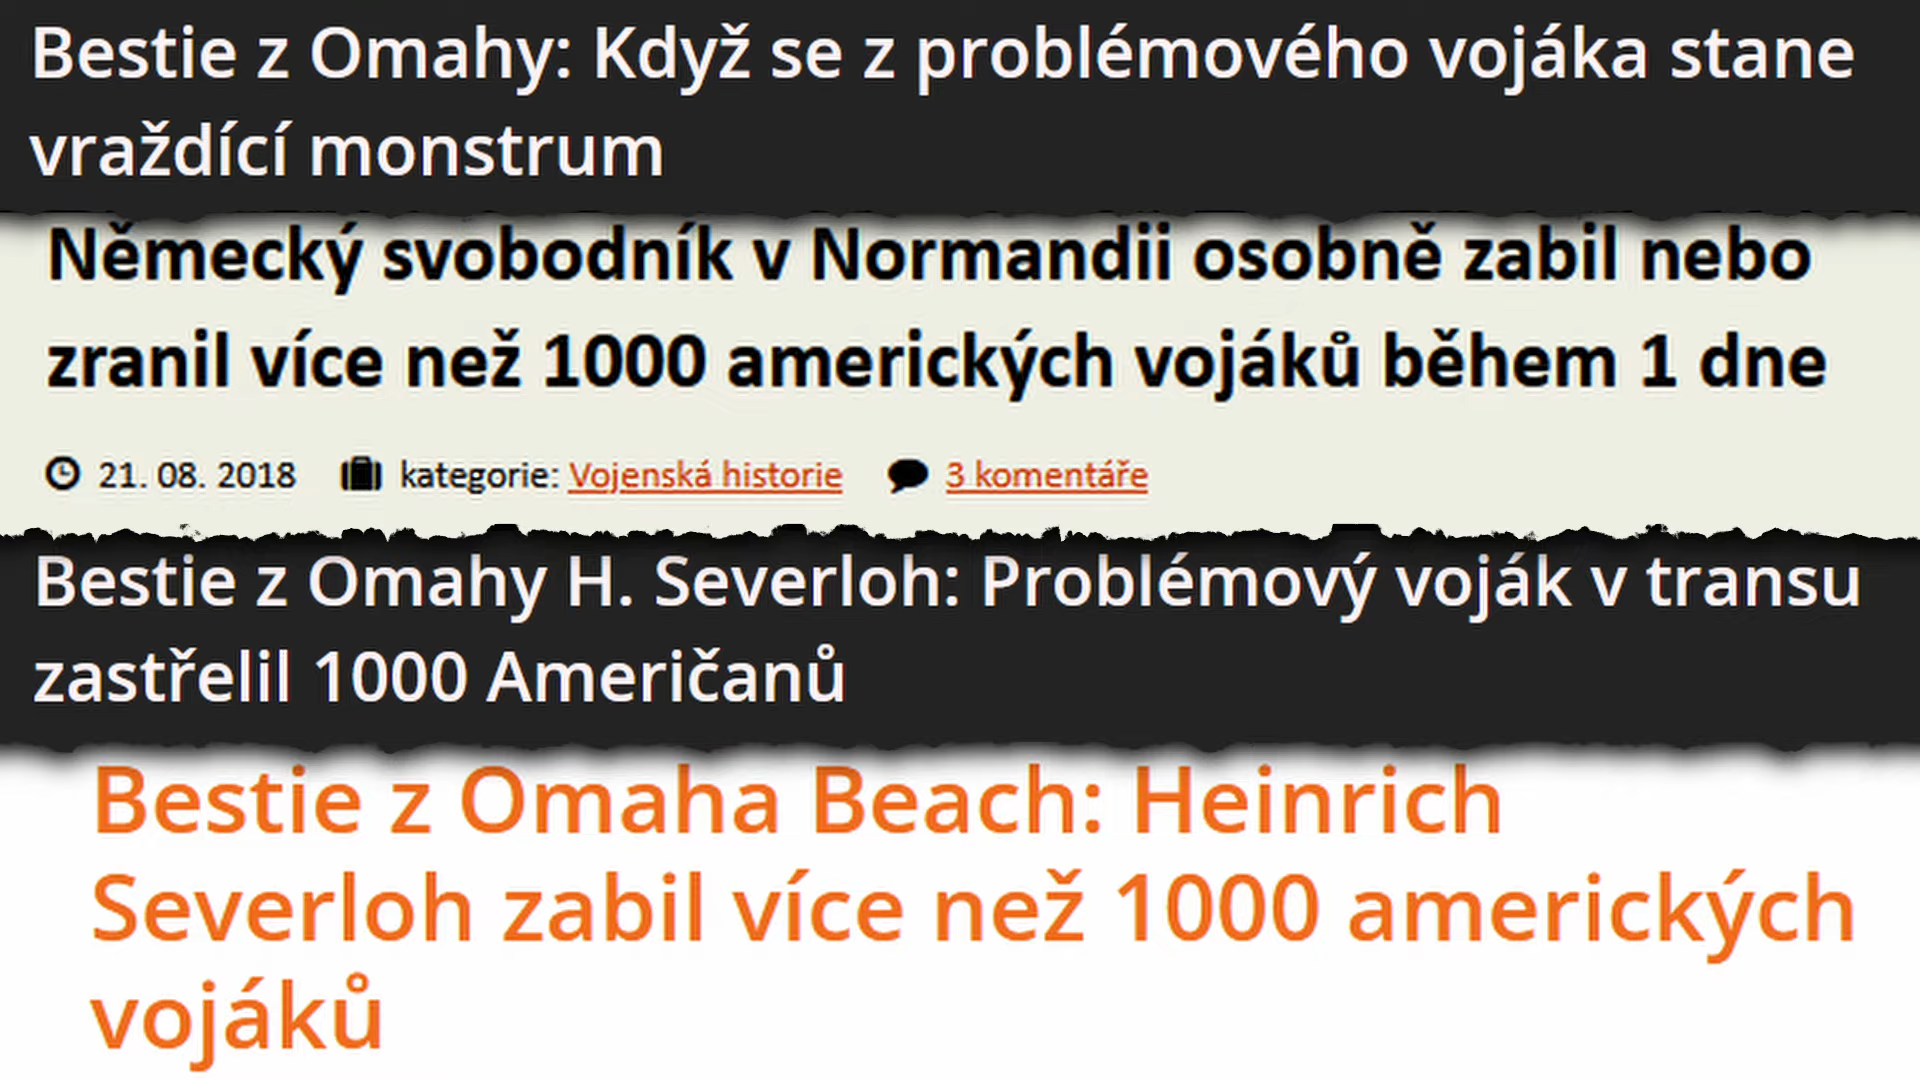 Bestie z Omahy: Když se z problémového vojáka stane
vraždící monstrum
Německý svobodník v Normandii osobně zabil nebo
zranil více než 1000 amerických vojáků během 1 dne
21. 08. 2018 kategorie: Vojenská historie 3 komentáře
Bestie z Omahy H. Severloh: Problémový voják v transu
zastřelil 1000 Američanů
Bestie z Omaha Beach: Heinrich
Severloh zabil více než 1000 amerických
vojáků